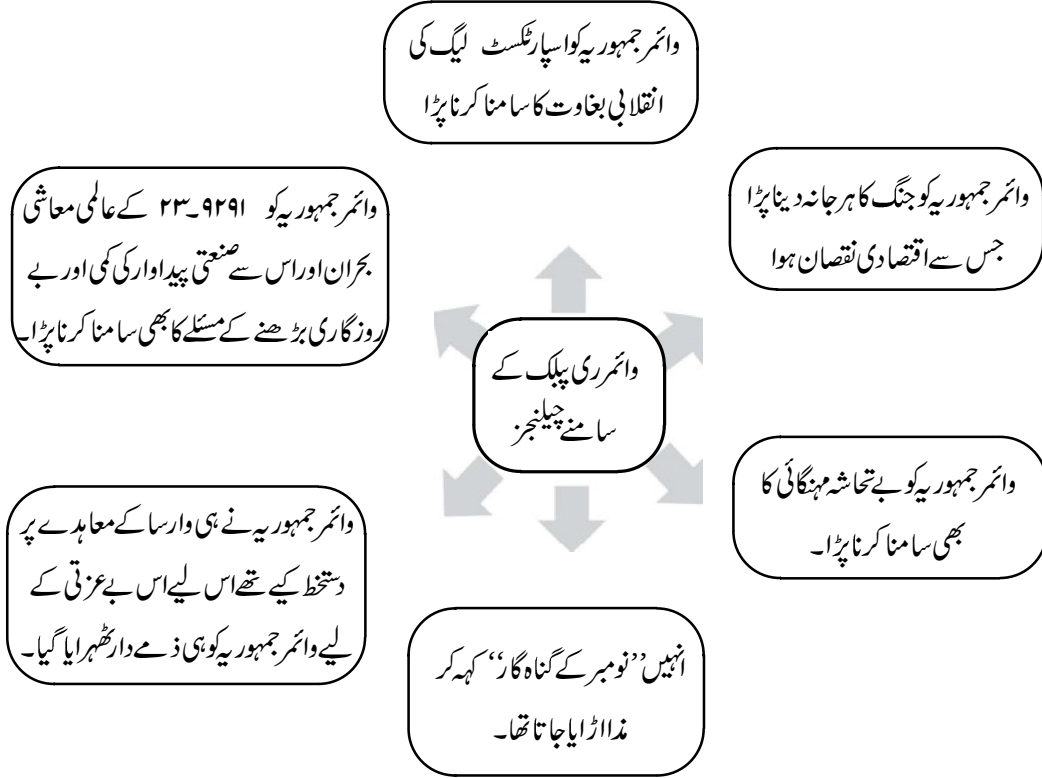 وائمر جمہوریہ کو اسپارٹکسٹ لیگ کی
انقلابی بغاوت کا سامنا کرنا پڑا
وائمر جمہوریہ کو جنگ کا ہرجانہ دینا پڑا
جس سے اقتصادی نقصان ہوا
وائمر جمہوریہ کو ۹۲۹۱ـ۲۳ کے عالمی معاشی
بحران اور اس سے صنعتی پیداوار کی کمی اور بے
روزگاری بڑھنے کے مسئلے کا بھی سامنا کرنا پڑا۔
وائمر ری پبلک کے
سامنے چیلنجز
وائمر جمہوریہ کو بے تحاشہ مہنگائی کا
بھی سامنا کرنا پڑا۔
وائمر جمہوریہ نے ہی وارسا کے معاہدے پر
دستخط کیے تھے اس لیے اس بے عزتی کے
لیے وائمر جمہوریہ کو ہی ذمے دار ٹھہرایا گیا۔
انہیں ’’نومبر کے گناہ گار‘‘ کہہ کر
مذااڑایا جاتا تھا۔